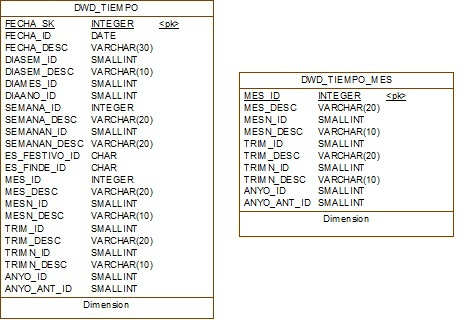 DWD_TIEMPO
FECHA_SK INTEGER <pk>
FECHA_ID DATE
FECHA_DESC VARCHAR(30)
DIASEM_ID SMALLINT
DIASEM_DESC VARCHAR(10)
DIAMES_ID SMALLINT
DIAANO_ID SMALLINT
SEMANA_ID INTEGER
SEMANA_DESC VARCHAR(20)
SEMANAN_ID SMALLINT
SEMANAN_DESC VARCHAR(20)
ES_FESTIVO_ID CHAR
ES_FINDE_ID CHAR
MES_ID INTEGER
MES_DESC VARCHAR(20)
MESN_ID SMALLINT
MESN_DESC VARCHAR(10)
TRIM_ID SMALLINT
TRIM_DESC VARCHAR(20)
TRIMN_ID SMALLINT
TRIMN_DESC VARCHAR(10)
ANYO_ID SMALLINT
ANYO_ANT_ID SMALLINT
Dimension
DWD_TIEMPO_MES
MES_ID INTEGER <pk>
MES_DESC VARCHAR(20)
MESN_ID SMALLINT
MESN_DESC VARCHAR(10)
TRIM_ID SMALLINT
TRIM_DESC VARCHAR(20)
TRIMN_ID SMALLINT
TRIMN_DESC VARCHAR(10)
ANYO_ID SMALLINT
ANYO_ANT_ID SMALLINT
Dimension